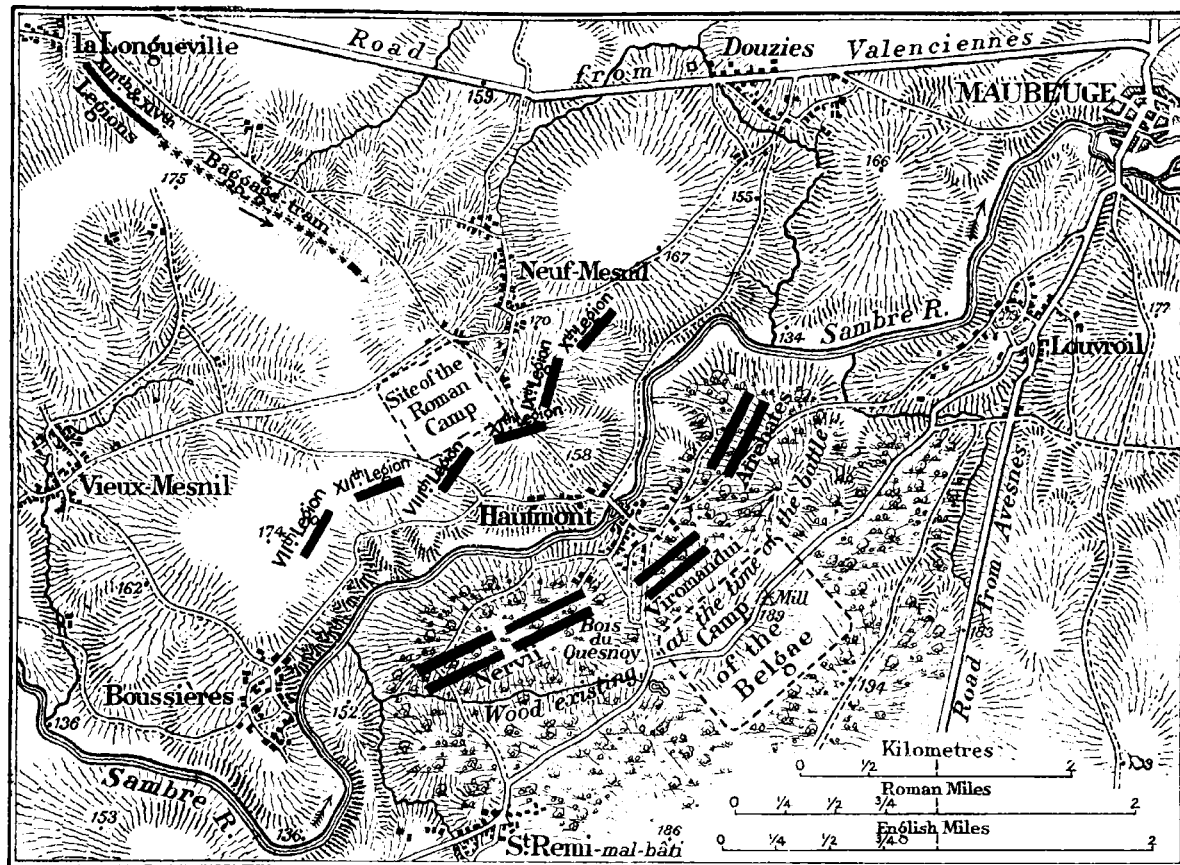 la Longueville
XIIIth & XIVth
Legions
Baggage train
Road from Valenciennes
Douzies
MAUBEUGE
159
166
175
155
167
Neuf-Mesnil
170
Xth Legion
IXth Legion
XIth Legion
Site of the
Roman
Camp
VIIIth Legion
XIIth Legion
VIIth Legion
174
158
Vieux-Mesnil
162
Haumont
Sambre R.
134
Louvroil
177
Atrebates
Viromandui
Nervii
Bois
du
Quesnoy
Wood existing at the time of the battle
Camp
of the
Belgae
Mill
189
183
194
Road from Avesnes
Boussieres
152
136
Sambre R.
136
153
St Remi-mal-bâti
186
Kilometres
0 1/2 1 2
Roman Miles
0 1/4 1/2 3/4 1 2
English Miles
0 1/4 1/2 3/4 2